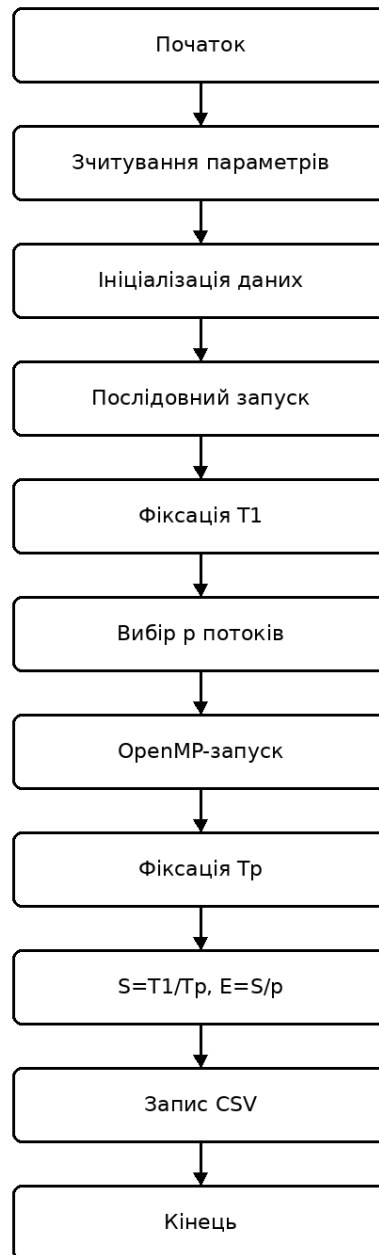 Початок
Зчитування параметрів
Ініціалізація даних
Послідовний запуск
Фіксація T1
Вибір p потоків
OpenMP-запуск
Фіксація Tp
S=T1/Tp, E=S/p
Запис CSV
Кінець